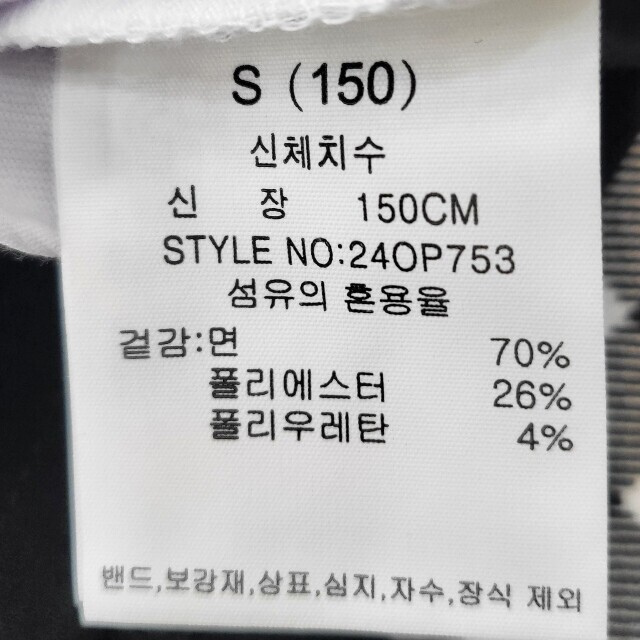 S (150)
신체치수
신 장 150CM
STYLE NO:24OP753
섬유의 혼용율
겉감:면 70%
폴리에스터 26%
폴리우레탄 4%
밴드,보강재,상표,심지,자수,장식 제외